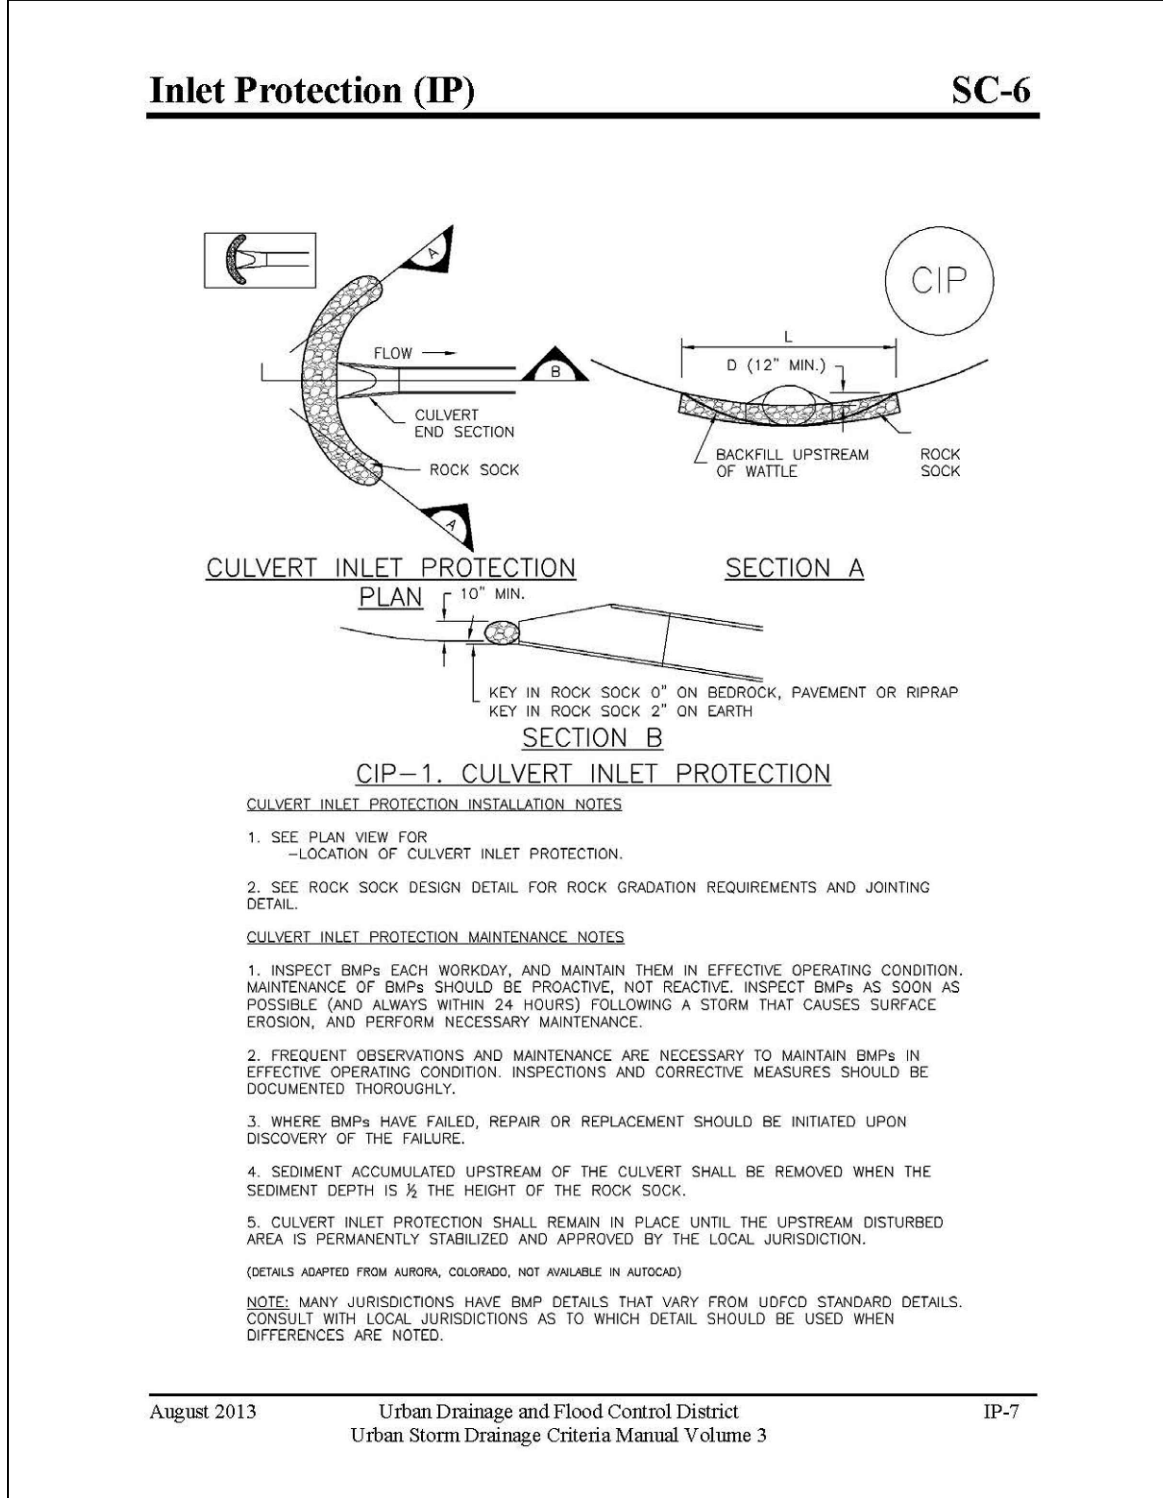 Inlet Protection (IP) SC-6
A
CIP
L
FLOW
D (12" MIN.)
B
CULVERT
END SECTION
BACKFILL UPSTREAM
OF WATTLE
ROCK
SOCK
ROCK SOCK
A
CULVERT INLET PROTECTION
PLAN
SECTION A
10" MIN.
KEY IN ROCK SOCK 0" ON BEDROCK, PAVEMENT OR RIPRAP
KEY IN ROCK SOCK 2" ON EARTH
SECTION B
CIP-1. CULVERT INLET PROTECTION
CULVERT INLET PROTECTION INSTALLATION NOTES
1. SEE PLAN VIEW FOR
-LOCATION OF CULVERT INLET PROTECTION.
2. SEE ROCK SOCK DESIGN DETAIL FOR ROCK GRADATION REQUIREMENTS AND JOINTING
DETAIL.
CULVERT INLET PROTECTION MAINTENANCE NOTES
1. INSPECT BMPs EACH WORKDAY, AND MAINTAIN THEM IN EFFECTIVE OPERATING CONDITION.
MAINTENANCE OF BMPs SHOULD BE PROACTIVE, NOT REACTIVE. INSPECT BMPs AS SOON AS
POSSIBLE (AND ALWAYS WITHIN 24 HOURS) FOLLOWING A STORM THAT CAUSES SURFACE
EROSION, AND PERFORM NECESSARY MAINTENANCE.
2. FREQUENT OBSERVATIONS AND MAINTENANCE ARE NECESSARY TO MAINTAIN BMPs IN
EFFECTIVE OPERATING CONDITION. INSPECTIONS AND CORRECTIVE MEASURES SHOULD BE
DOCUMENTED THOROUGHLY.
3. WHERE BMPs HAVE FAILED, REPAIR OR REPLACEMENT SHOULD BE INITIATED UPON
DISCOVERY OF THE FAILURE.
4. SEDIMENT ACCUMULATED UPSTREAM OF THE CULVERT SHALL BE REMOVED WHEN THE
SEDIMENT DEPTH IS ½ THE HEIGHT OF THE ROCK SOCK.
5. CULVERT INLET PROTECTION SHALL REMAIN IN PLACE UNTIL THE UPSTREAM DISTURBED
AREA IS PERMANENTLY STABILIZED AND APPROVED BY THE LOCAL JURISDICTION.
(DETAILS ADAPTED FROM AURORA, COLORADO, NOT AVAILABLE IN AUTOCAD)
NOTE: MANY JURISDICTIONS HAVE BMP DETAILS THAT VARY FROM UDFCD STANDARD DETAILS.
CONSULT WITH LOCAL JURISDICTIONS AS TO WHICH DETAIL SHOULD BE USED WHEN
DIFFERENCES ARE NOTED.
August 2013 Urban Drainage and Flood Control District IP-7
Urban Storm Drainage Criteria Manual Volume 3